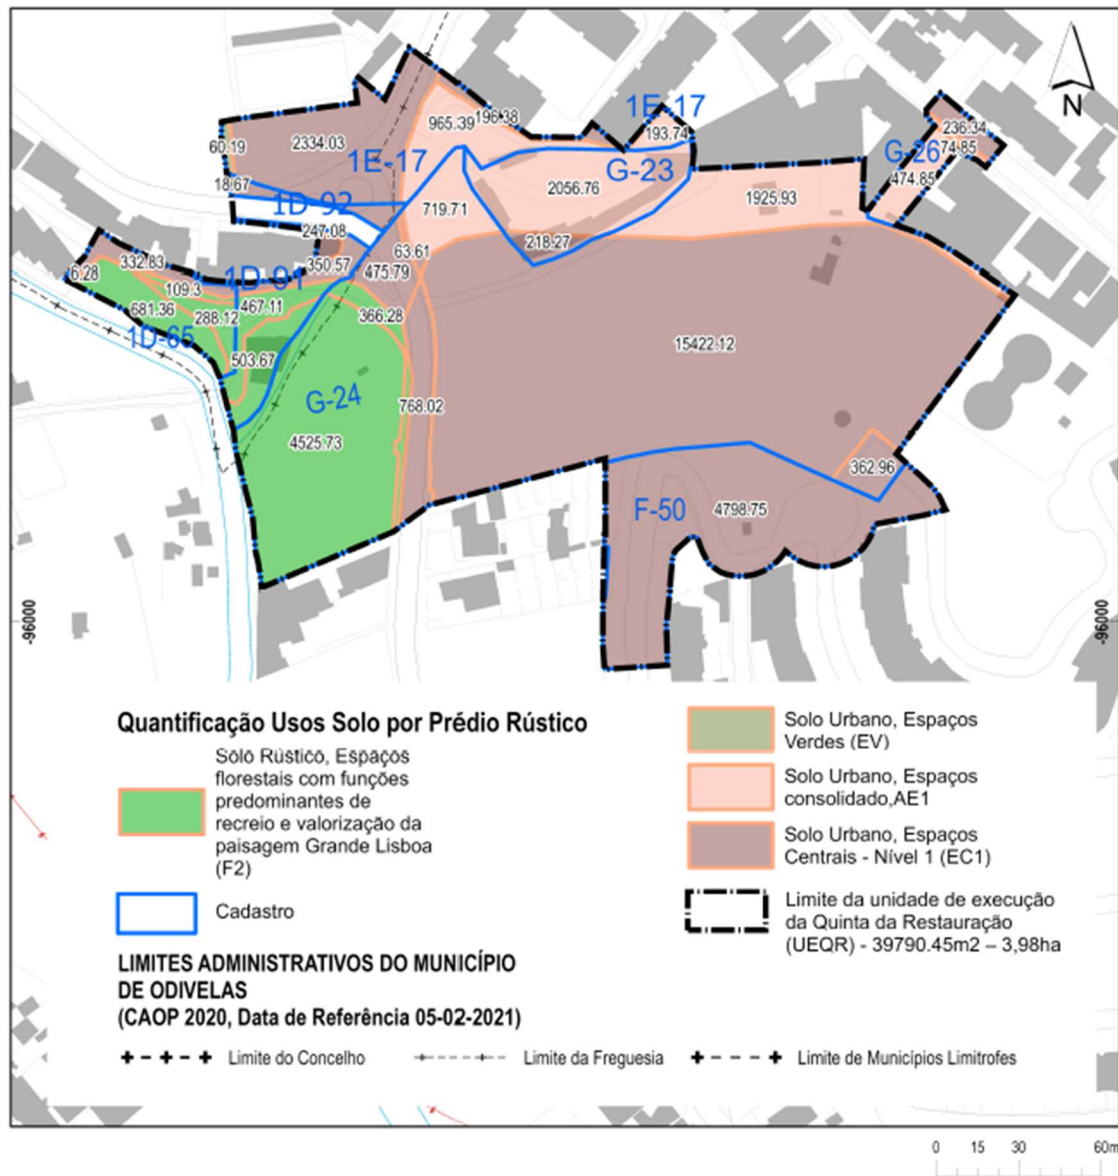 N
1E-17
196.38
965.39
193.74
236.34
74.85
G-26
474.85
60.19
2334.03
1E-17
G-23
2056.76
1925.93
18.67
1D-92
719.71
247.08
218.27
63.61
332.83
6.28
1D-91
350.57
475.79
109.3
467.11
681.36
288.12
366.28
1D-65
503.67
15422.12
G-24
768.02
4525.73
362.96
F-50
4798.75
-96000
-96000
Quantificação Usos Solo por Prédio Rústico
Solo Rústico, Espaços
florestais com funções
predominantes de
recreio e valorização da
paisagem Grande Lisboa
(F2)
Cadastro
Solo Urbano, Espaços
Verdes (EV)
Solo Urbano, Espaços
consolidado,AE1
Solo Urbano, Espaços
Centrais - Nível 1 (EC1)
Limite da unidade de execução
da Quinta da Restauração
(UEQR) - 39790.45m2 – 3,98ha
LIMITES ADMINISTRATIVOS DO MUNICÍPIO
DE ODIVELAS
(CAOP 2020, Data de Referência 05-02-2021)
Limite do Concelho
Limite da Freguesia
Limite de Municípios Limitrofes
0 15 30 60m